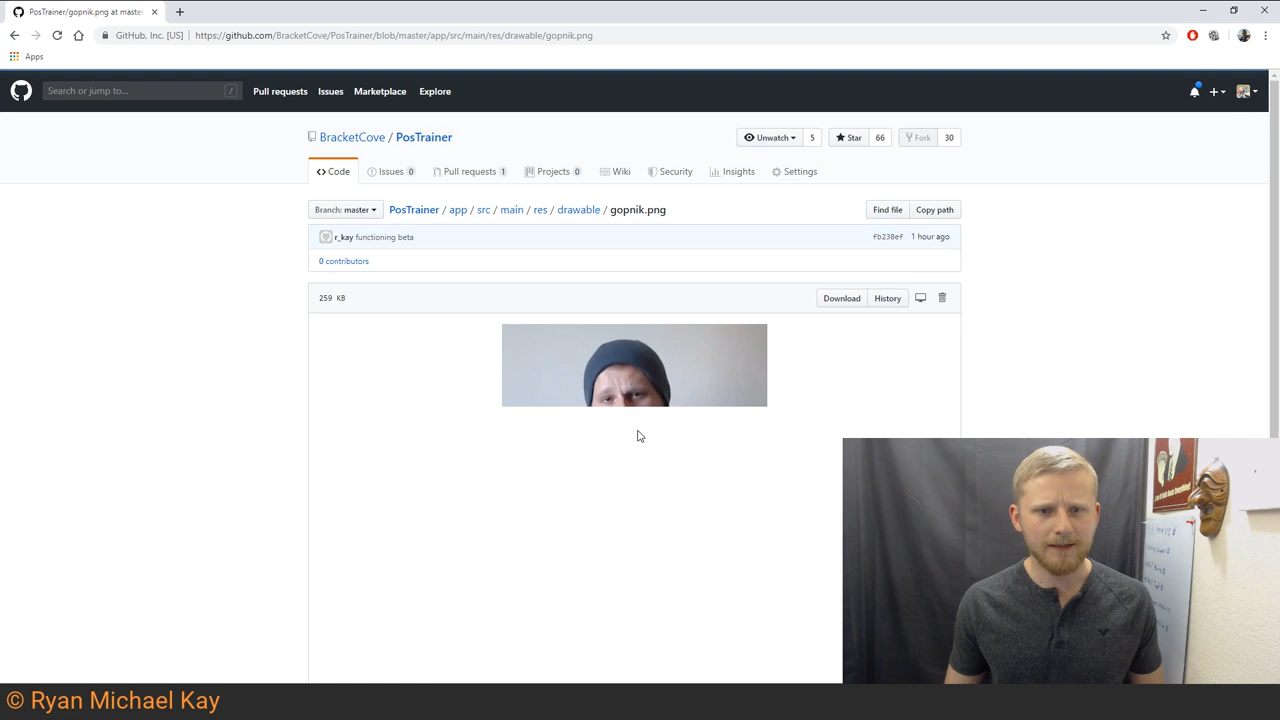 PosTrainer/gopnik.png at master
GitHub, Inc. [US] https://github.com/BracketCove/PosTrainer/blob/master/app/src/main/res/drawable/gopnik.png
Apps
Search or jump to... /
Pull requests Issues Marketplace Explore
BracketCove / PosTrainer
Unwatch 5 Star 66 Fork 30
Code Issues 0 Pull requests 1 Projects 0 Wiki Security Insights Settings
Branch: master PosTrainer / app / src / main / res / drawable / gopnik.png Find file Copy path
r_kay functioning beta fb238ef 1 hour ago
0 contributors
259 KB Download History
© Ryan Michael Kay